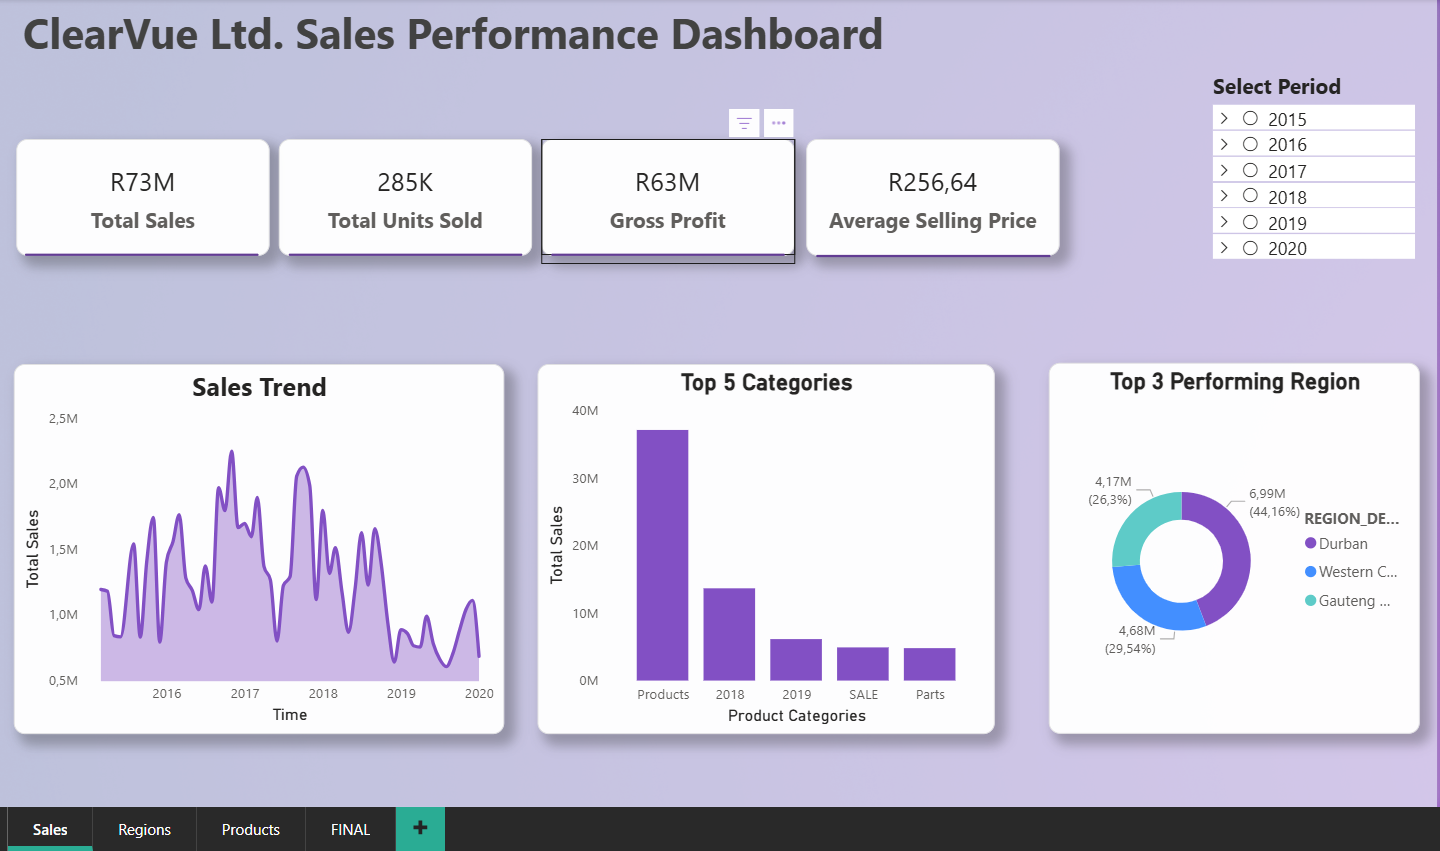 ClearVue Ltd. Sales Performance Dashboard
Select Period
2015
2016
2017
2018
2019
2020
R73M
Total Sales
285K
Total Units Sold
R63M
Gross Profit
R256,64
Average Selling Price
Sales Trend
2,5M
2,0M
1,5M
1,0M
0,5M
Total Sales
2016 2017 2018 2019 2020
Time
Top 5 Categories
40M
30M
20M
10M
0M
Total Sales
Products 2018 2019 SALE Parts
Product Categories
Top 3 Performing Region
4,17M
(26,3%)
6,99M
(44,16%)
4,68M
(29,54%)
REGION_DE...
Durban
Western C...
Gauteng ...
Sales Regions Products FINAL +